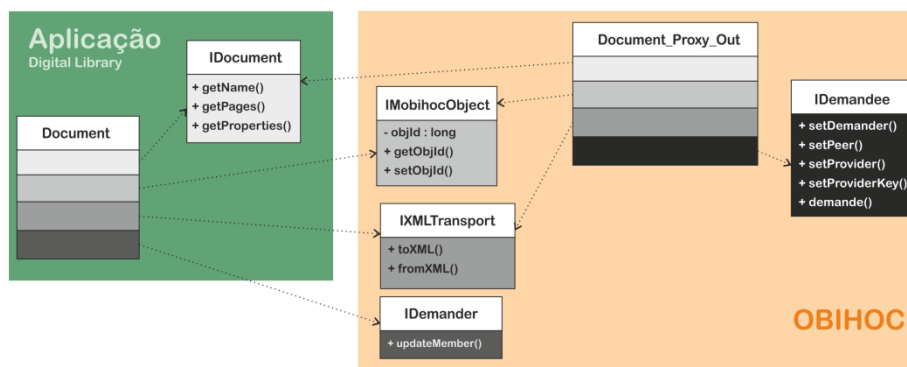 Aplicação
Digital Library
IDocument
+ getName()
+ getPages()
+ getProperties()
Document
Document_Proxy_Out
IMobihocObject
- objId : long
+ getObjId()
+ setObjId()
IDemandee
+ setDemander()
+ setPeer()
+ setProvider()
+ setProviderKey()
+ demande()
IXMLTransport
+ toXML()
+ fromXML()
IDemander
+ updateMember()
OBIHOC